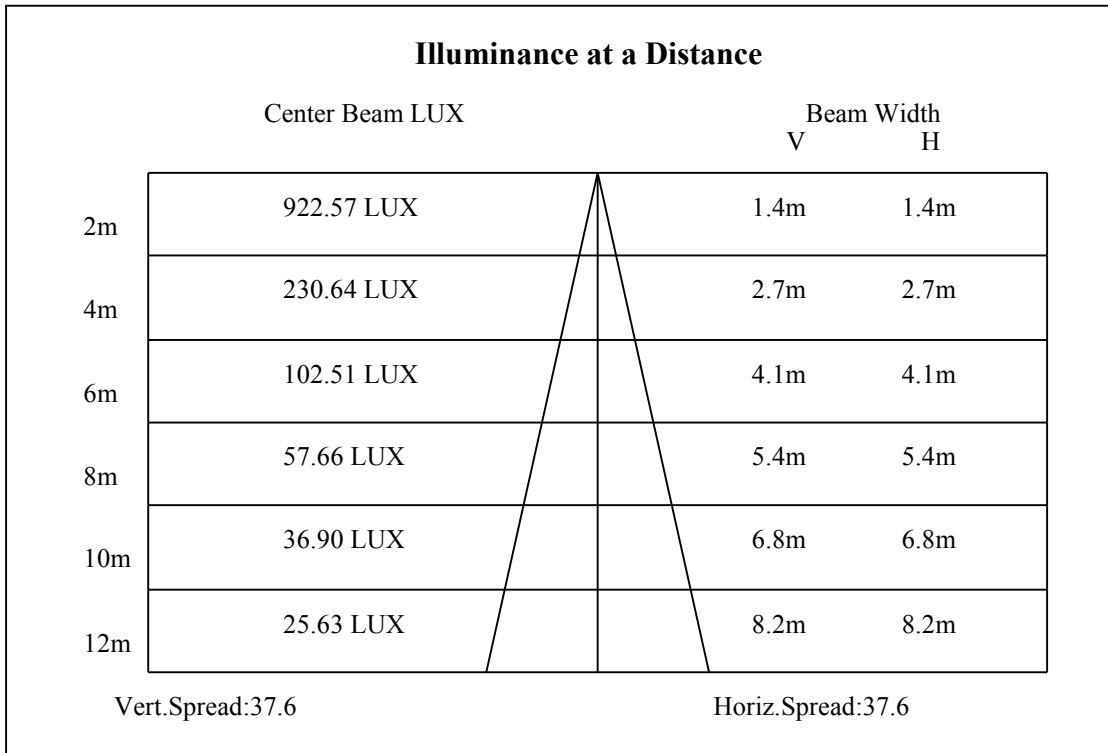 Illuminance at a Distance
Center Beam LUX Beam Width
V H
2m 922.57 LUX 1.4m 1.4m
4m 230.64 LUX 2.7m 2.7m
6m 102.51 LUX 4.1m 4.1m
8m 57.66 LUX 5.4m 5.4m
10m 36.90 LUX 6.8m 6.8m
12m 25.63 LUX 8.2m 8.2m
Vert.Spread:37.6 Horiz.Spread:37.6